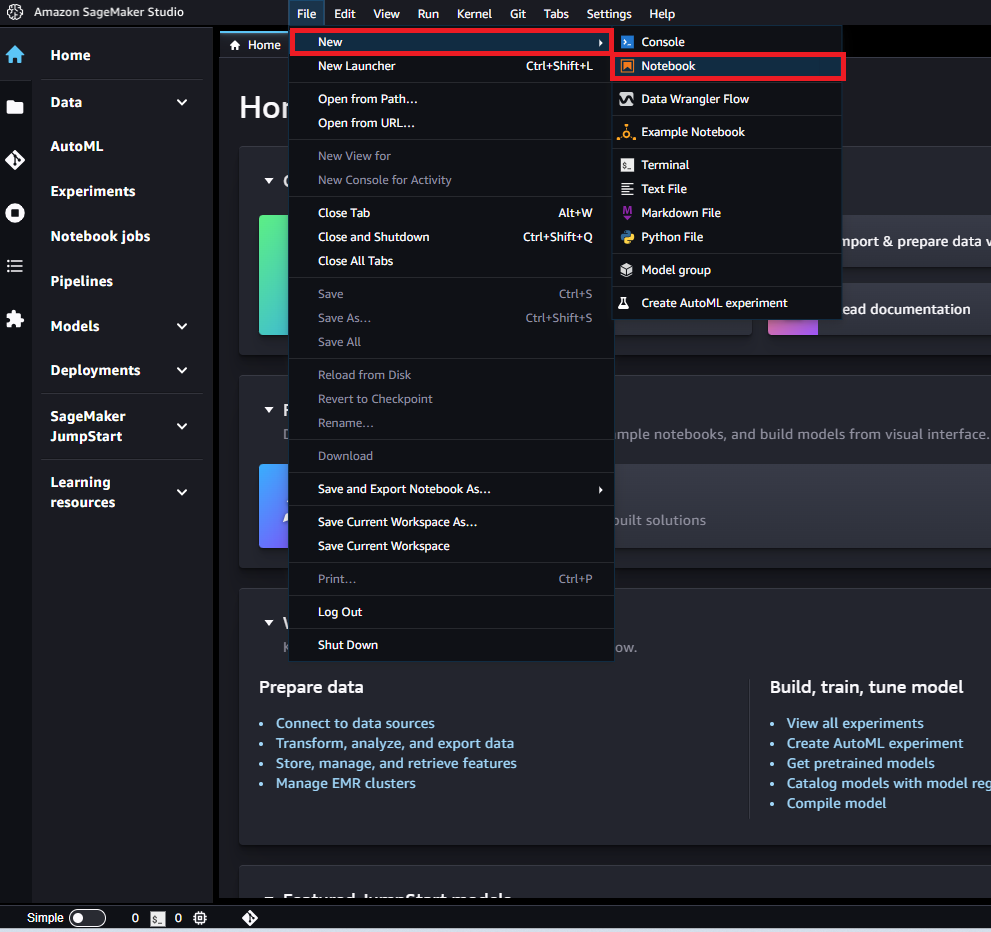 Amazon SageMaker Studio
File Edit View Run Kernel Git Tabs Settings Help
Home
Data
AutoML
Experiments
Notebook jobs
Pipelines
Models
Deployments
SageMaker
JumpStart
Learning
resources
Home
New
New Launcher Ctrl+Shift+L
Open from Path...
Open from URL...
New View for
New Console for Activity
Close Tab Alt+W
Close and Shutdown Ctrl+Shift+Q
Close All Tabs
Save Ctrl+S
Save As... Ctrl+Shift+S
Save All
Reload from Disk
Revert to Checkpoint
Rename...
Download
Save and Export Notebook As...
Save Current Workspace As...
Save Current Workspace
Print... Ctrl+P
Log Out
Shut Down
Console
Notebook
Data Wrangler Flow
Example Notebook
Terminal
Text File
Markdown File
Python File
Model group
Create AutoML experiment
mport & prepare data
ead documentation
mple notebooks, and build models from visual interface.
built solutions
ow.
Prepare data
• Connect to data sources
• Transform, analyze, and export data
• Store, manage, and retrieve features
• Manage EMR clusters
Build, train, tune model
• View all experiments
• Create AutoML experiment
• Get pretrained models
• Catalog models with model reg
• Compile model
Featured JumpStart models
Simple 0 $_ 0